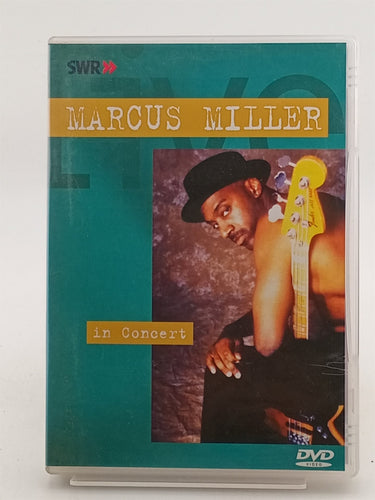 SWR
Live
MARCUS MILLER
in Concert
DVD
VIDEO